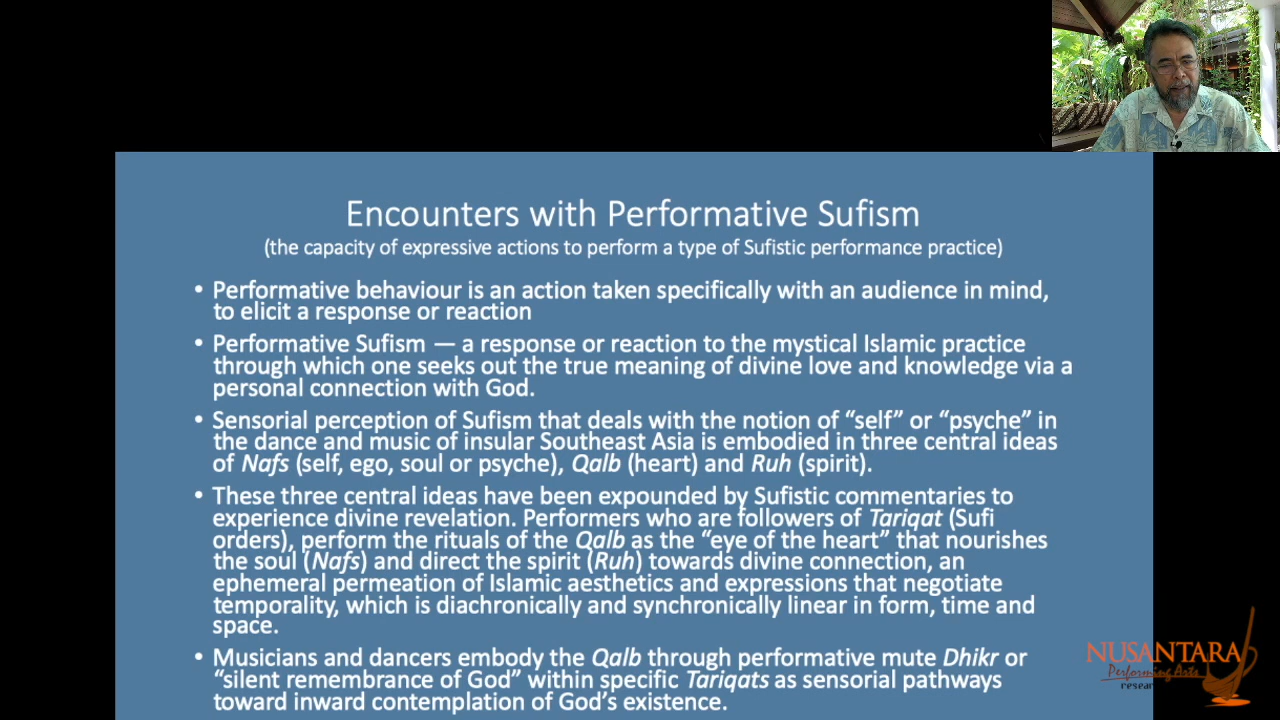 Encounters with Performative Sufism
(the capacity of expressive actions to perform a type of Sufistic performance practice)
• Performative behaviour is an action taken specifically with an audience in mind,
to elicit a response or reaction
• Performative Sufism — a response or reaction to the mystical Islamic practice
through which one seeks out the true meaning of divine love and knowledge via a
personal connection with God.
• Sensorial perception of Sufism that deals with the notion of “self” or “psyche” in
the dance and music of insular Southeast Asia is embodied in three central ideas
of Nafs (self, ego, soul or psyche), Qalb (heart) and Ruh (spirit).
• These three central ideas have been expounded by Sufistic commentaries to
experience divine revelation. Performers who are followers of Tariqat (Sufi
orders), perform the rituals of the Qalb as the “eye of the heart” that nourishes
the soul (Nafs) and direct the spirit (Ruh) towards divine connection, an
ephemeral permeation of Islamic aesthetics and expressions that negotiate
temporality, which is diachronically and synchronically linear in form, time and
space.
• Musicians and dancers embody the Qalb through performative mute Dhikr or
“silent remembrance of God” within specific Tariqats as sensorial pathways
toward inward contemplation of God’s existence.
NUSANTARA
Performing Arts
resear